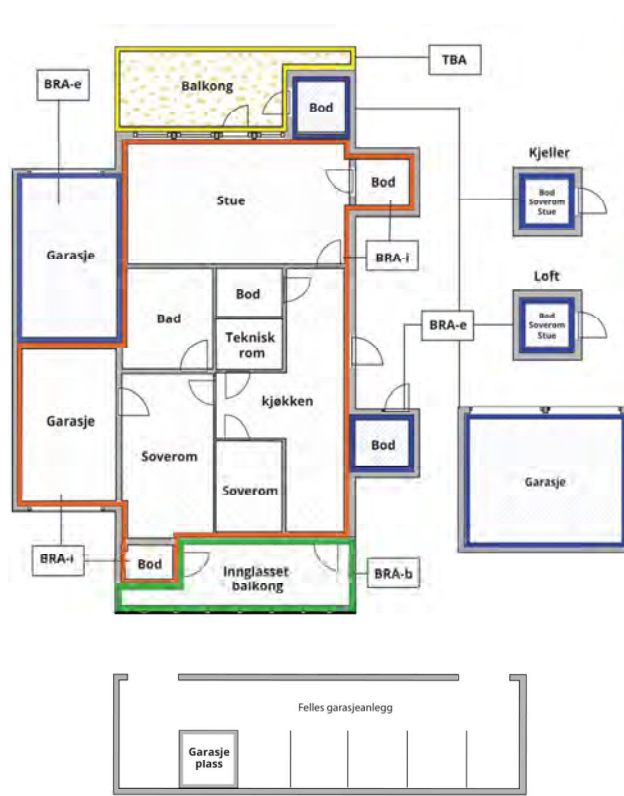 TBA
BRA-e
Balkong
Bod
Kjeller
Bod
Soverom
Stue
Stue
Bod
BRA-i
Garasje
Loft
Bod
Soverom
Stue
Bad
Bod
Teknisk
rom
BRA-e
kjøkken
Garasje
Soverom
Soverom
Bod
Garasje
BRA-i
Bod
Innglasset
balkong
BRA-b
Felles garasjeanlegg
Garasje
plass